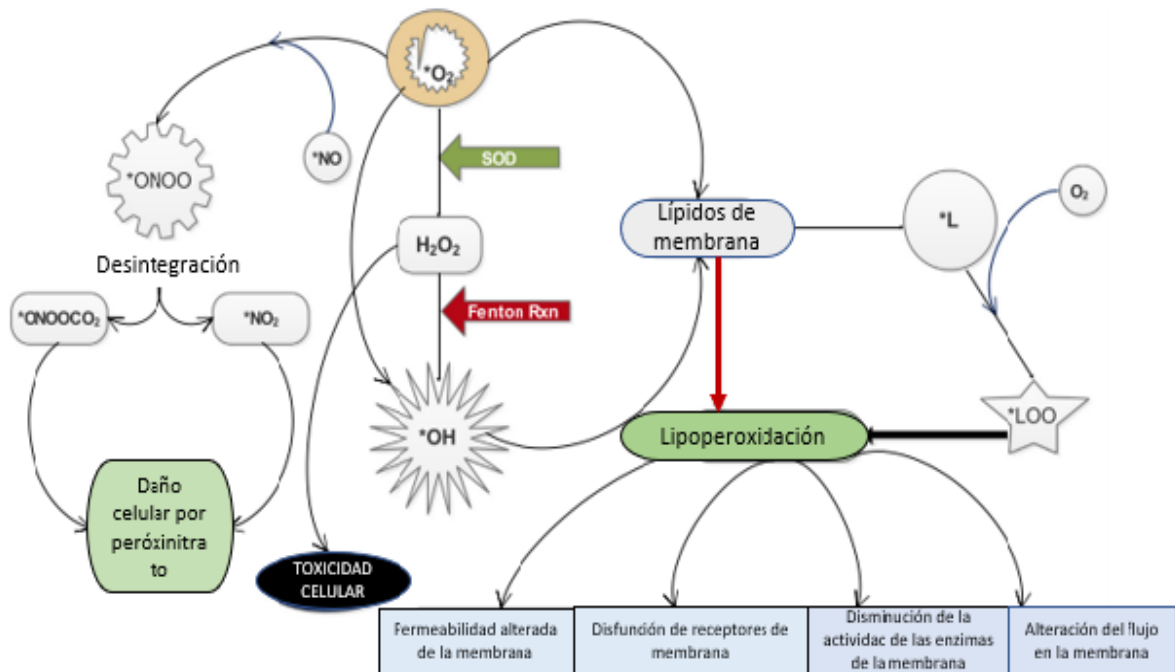 *O₂
*NO
SOD
*ONOO
O₂
*L
Lípidos de
membrana
H₂O₂
Desintegración
Fenton Rxn
*ONOOCO₂
*NO₂
*LOO
*OH
Lipoperoxidación
Daño
celular por
peróxinitra
to
TOXICIDAD
CELULAR
Fermeabilidad alterada
de la membrana
Disfunción de receptores de
membrana
Disminución de la
actividac de las enzimas
de la membrana
Alteración del flujo
en la membrana